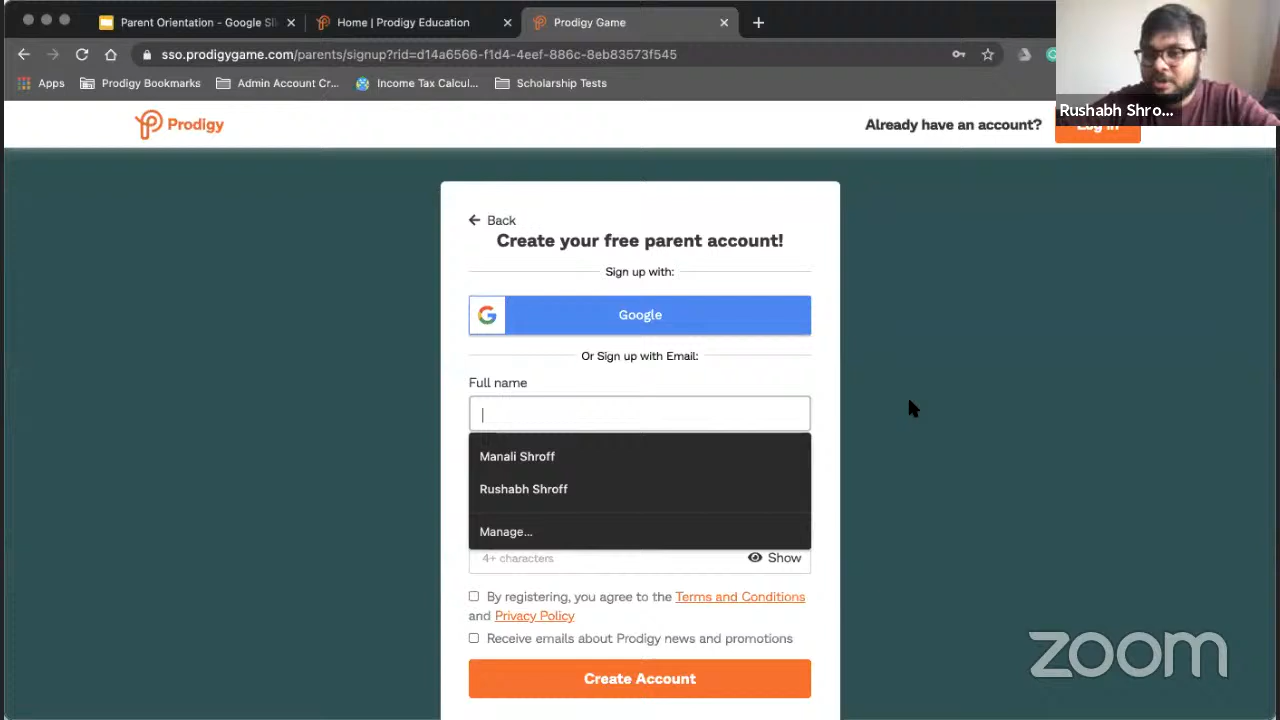 Parent Orientation - Google Sli
Home | Prodigy Education
Prodigy Game
sso.prodigygame.com/parents/signup?rid=d14a6566-f1d4-4eef-886c-8eb83573f545
Apps
Prodigy Bookmarks
Admin Account Cr...
Income Tax Calcul...
Scholarship Tests
Rushabh Shro...
Prodigy
Already have an account?
Log in
Back
Create your free parent account!
Sign up with:
Google
Or Sign up with Email:
Full name
Manali Shroff
Rushabh Shroff
Manage...
4+ characters
Show
By registering, you agree to the Terms and Conditions
and Privacy Policy
Receive emails about Prodigy news and promotions
Create Account
zoom